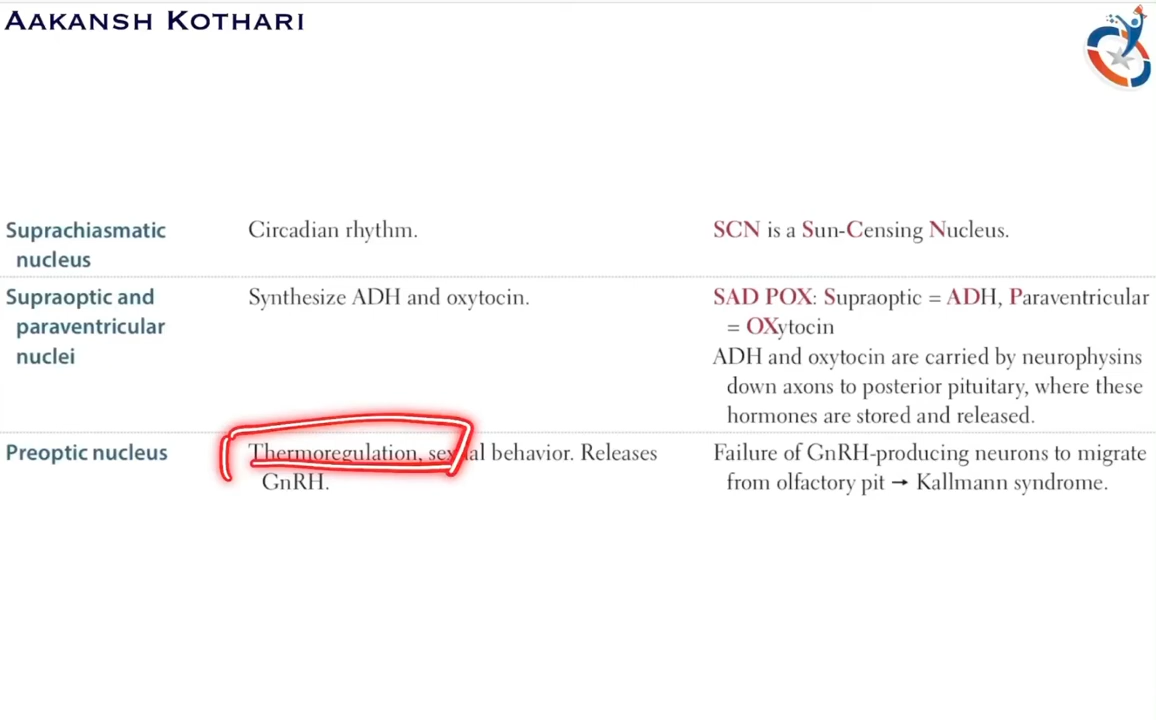 AAKANSH KOTHARI
Suprachiasmatic
nucleus
Circadian rhythm.
SCN is a Sun-Censing Nucleus.
Supraoptic and
paraventricular
nuclei
Synthesize ADH and oxytocin.
SAD POX: Supraoptic = ADH, Paraventricular
= OXytocin
ADH and oxytocin are carried by neurophysins
down axons to posterior pituitary, where these
hormones are stored and released.
Preoptic nucleus
Thermoregulation, sexual behavior. Releases
GnRH.
Failure of GnRH-producing neurons to migrate
from olfactory pit → Kallmann syndrome.